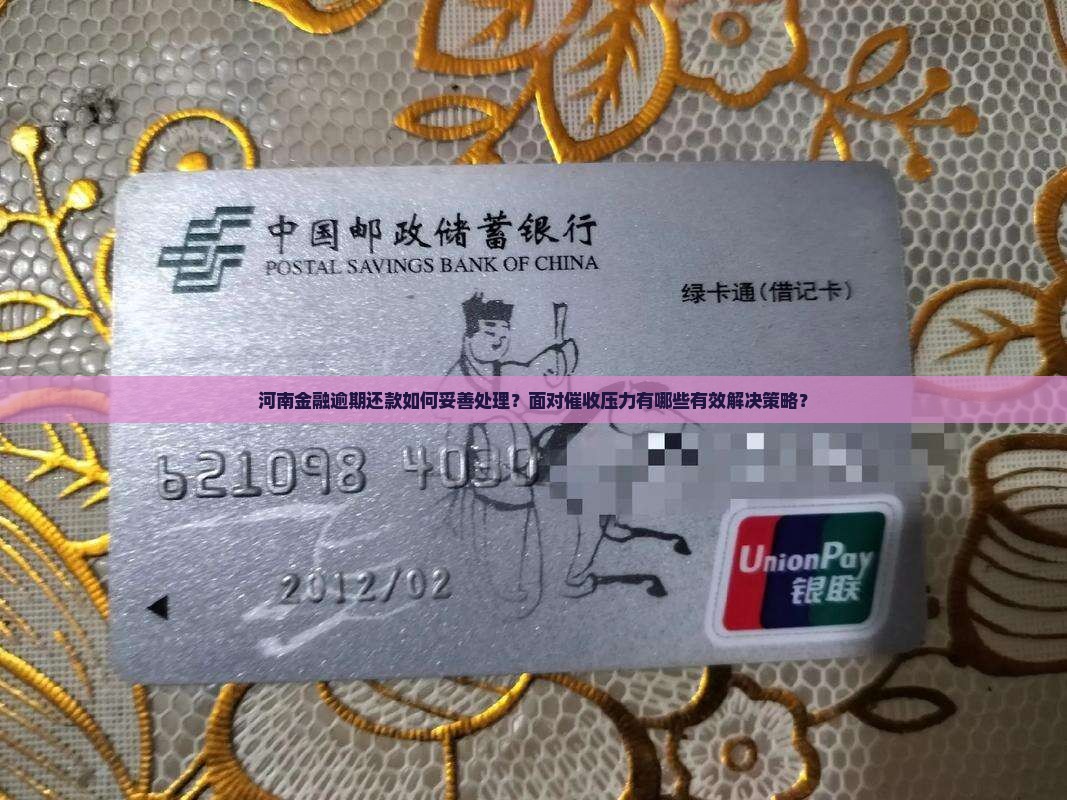 中国邮政储蓄银行
POSTAL SAVINGS BANK OF CHINA
绿卡通(借记卡)
河南金融逾期还款如何妥善处理？面对催收压力有哪些有效解决策略？
621098 4030
2012/02
UnionPay
银联